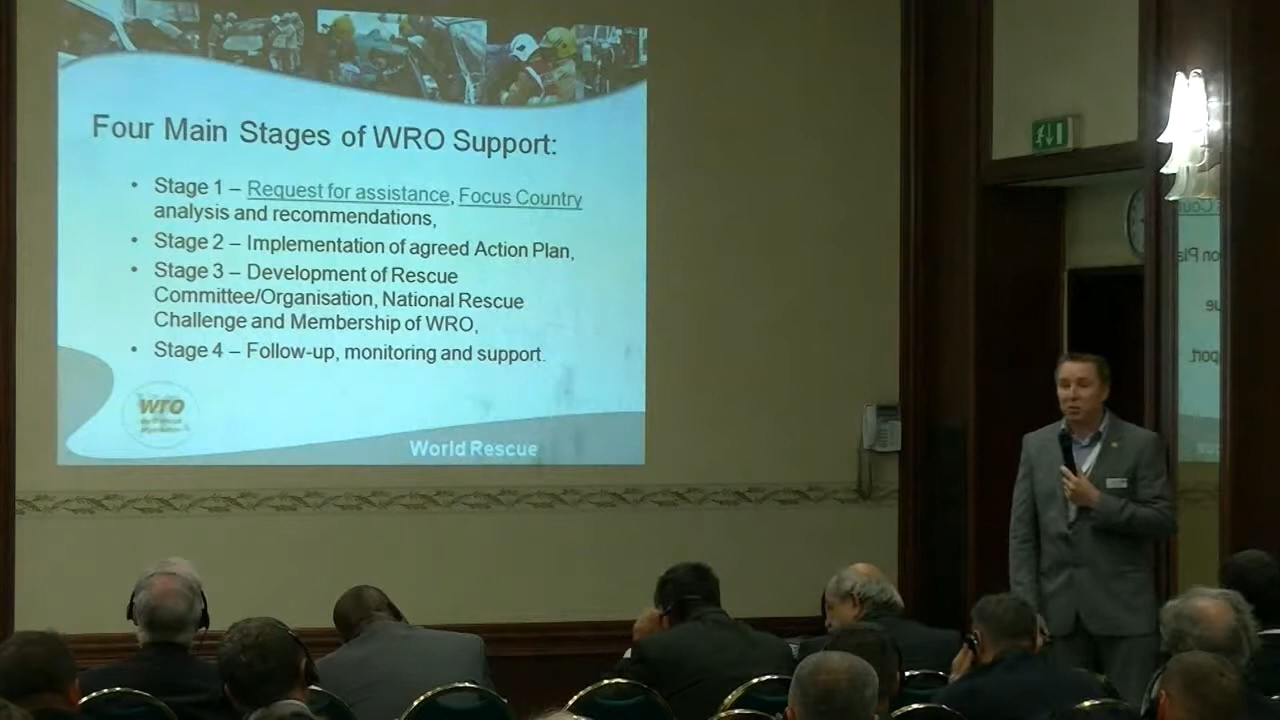 Four Main Stages of WRO Support:
• Stage 1 – Request for assistance, Focus Country
analysis and recommendations,
• Stage 2 – Implementation of agreed Action Plan,
• Stage 3 – Development of Rescue
Committee/Organisation, National Rescue
Challenge and Membership of WRO,
• Stage 4 – Follow-up, monitoring and support.
wro
World Rescue